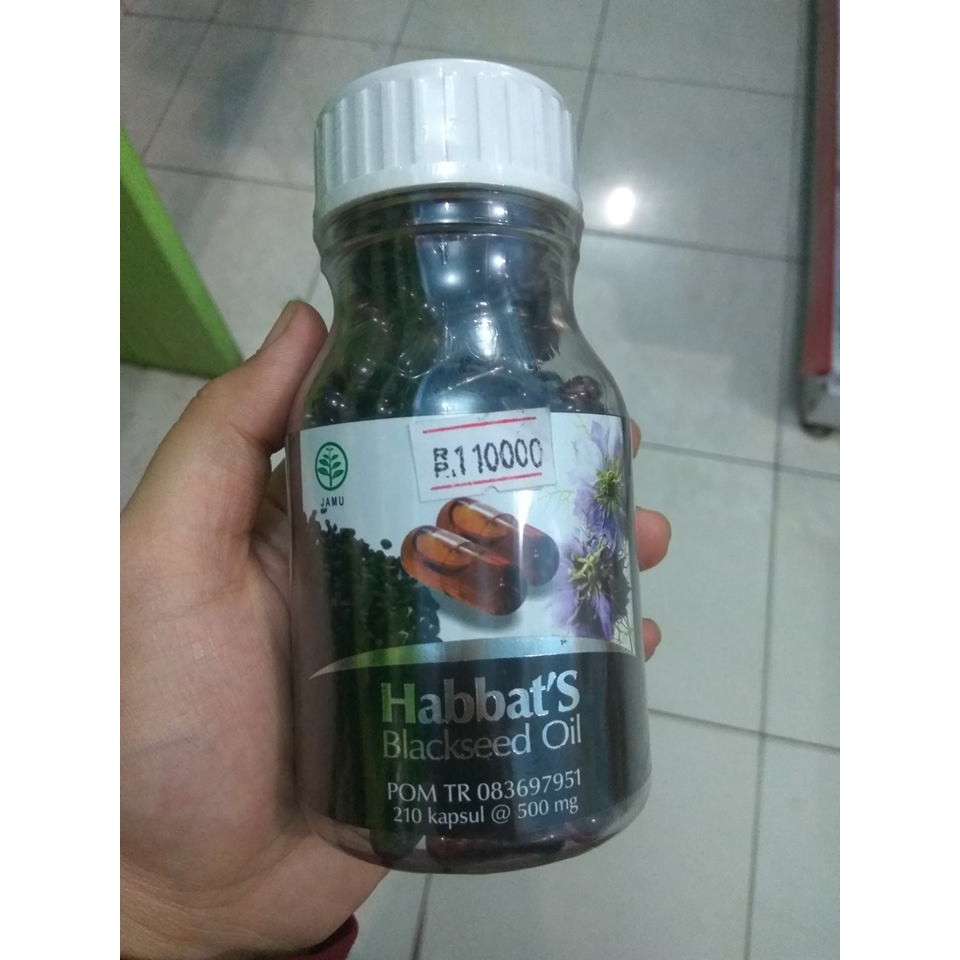 RP.110000
JAMU
Habbat'S
Blackseed Oil
POM TR 083697951
210 kapsul @ 500 mg